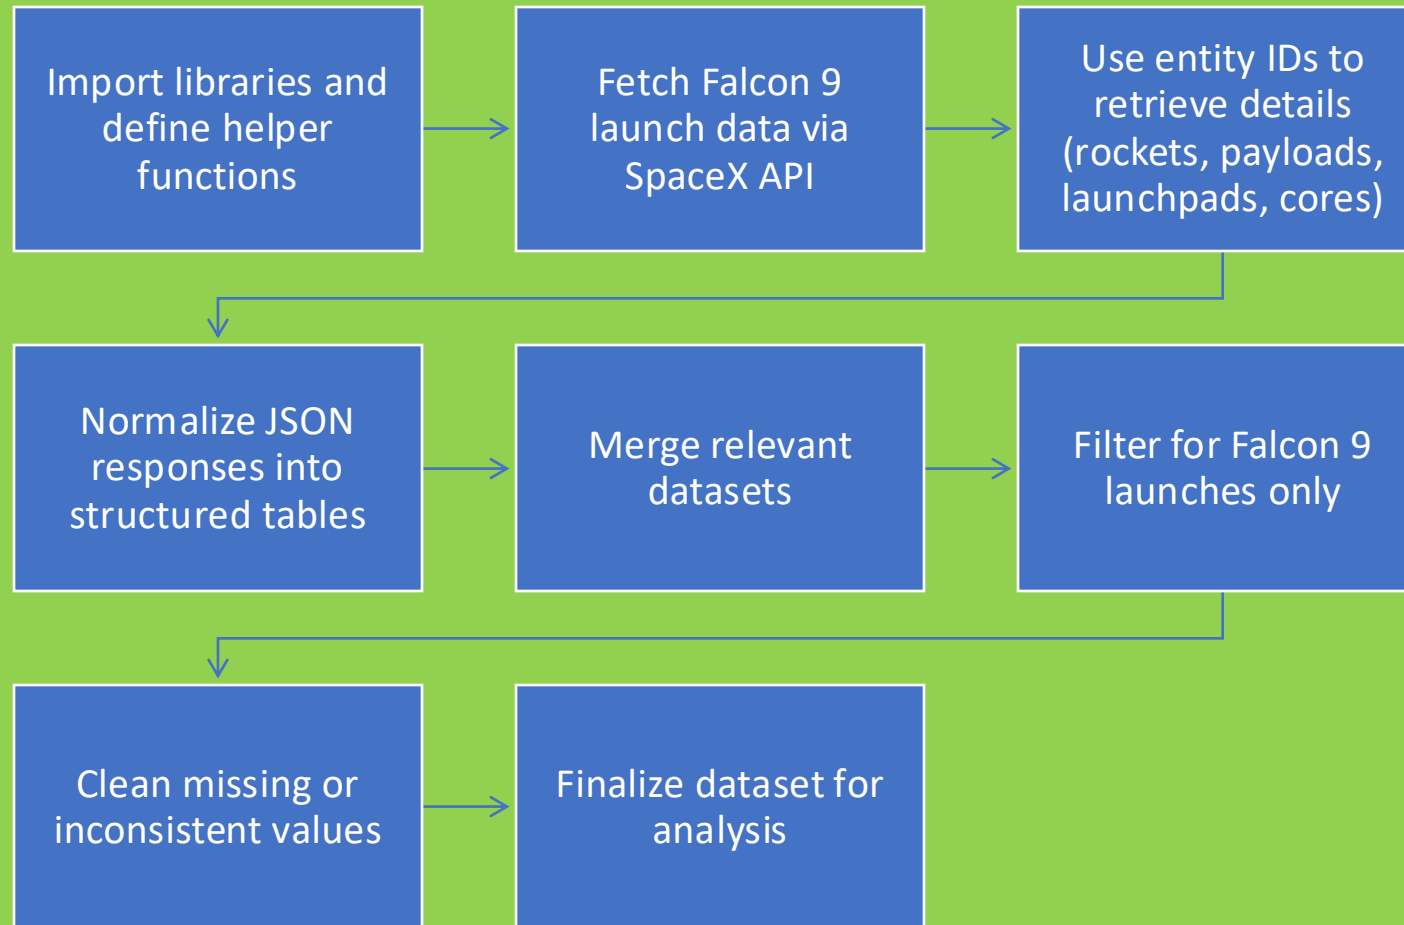 Import libraries and
define helper
functions
Fetch Falcon 9
launch data via
SpaceX API
Use entity IDs to
retrieve details
(rockets, payloads,
launchpads, cores)
Normalize JSON
responses into
structured tables
Merge relevant
datasets
Filter for Falcon 9
launches only
Clean missing or
inconsistent values
Finalize dataset for
analysis